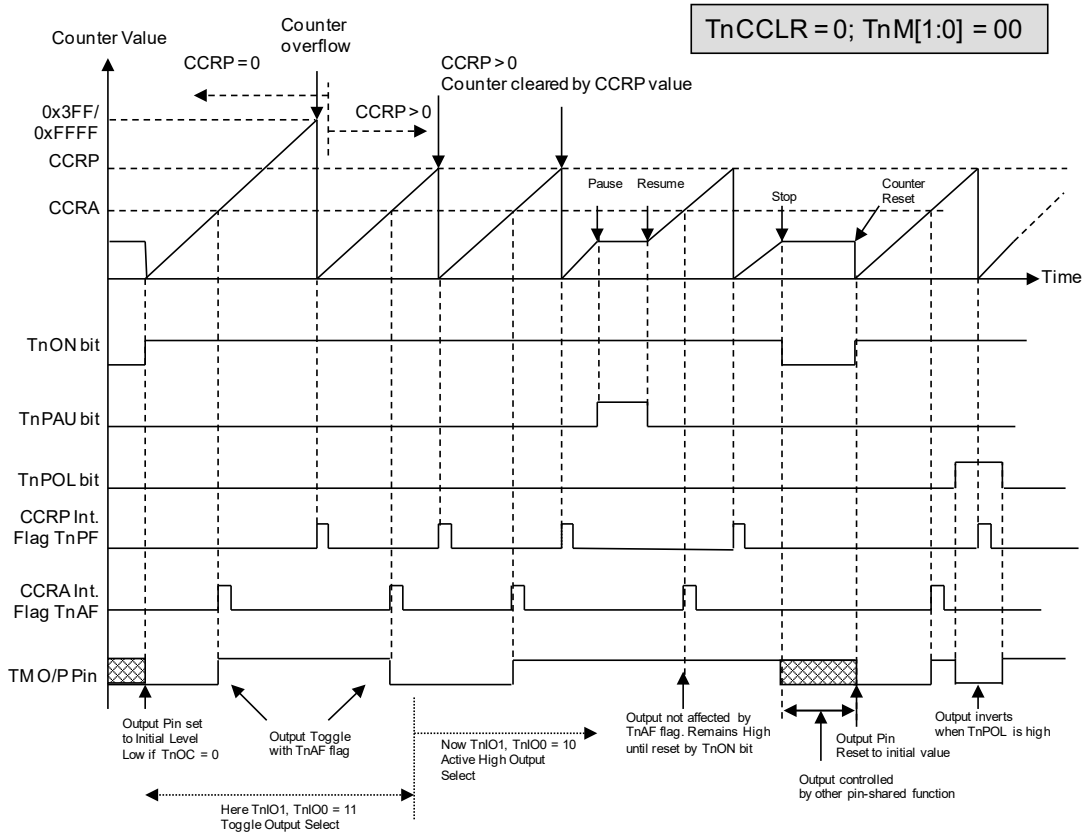 TnCCLR = 0; TnM[1:0] = 00
Counter Value
Counter
overflow
CCRP = 0
CCRP > 0
CCRP > 0
Counter cleared by CCRP value
0x3FF/
0xFFFF
CCRP
CCRA
Pause
Resume
Stop
Counter
Reset
Time
TnON bit
TnPAU bit
TnPOL bit
CCRP Int.
Flag TnPF
CCRA Int.
Flag TnAF
TM O/P Pin
Output Pin set
to Initial Level
Low if TnOC = 0
Output Toggle
with TnAF flag
Now TnIO1, TnIO0 = 10
Active High Output
Select
Output not affected by
TnAF flag. Remains High
until reset by TnON bit
Output Pin
Reset to initial value
Output inverts
when TnPOL is high
Output controlled
by other pin-shared function
Here TnIO1, TnIO0 = 11
Toggle Output Select